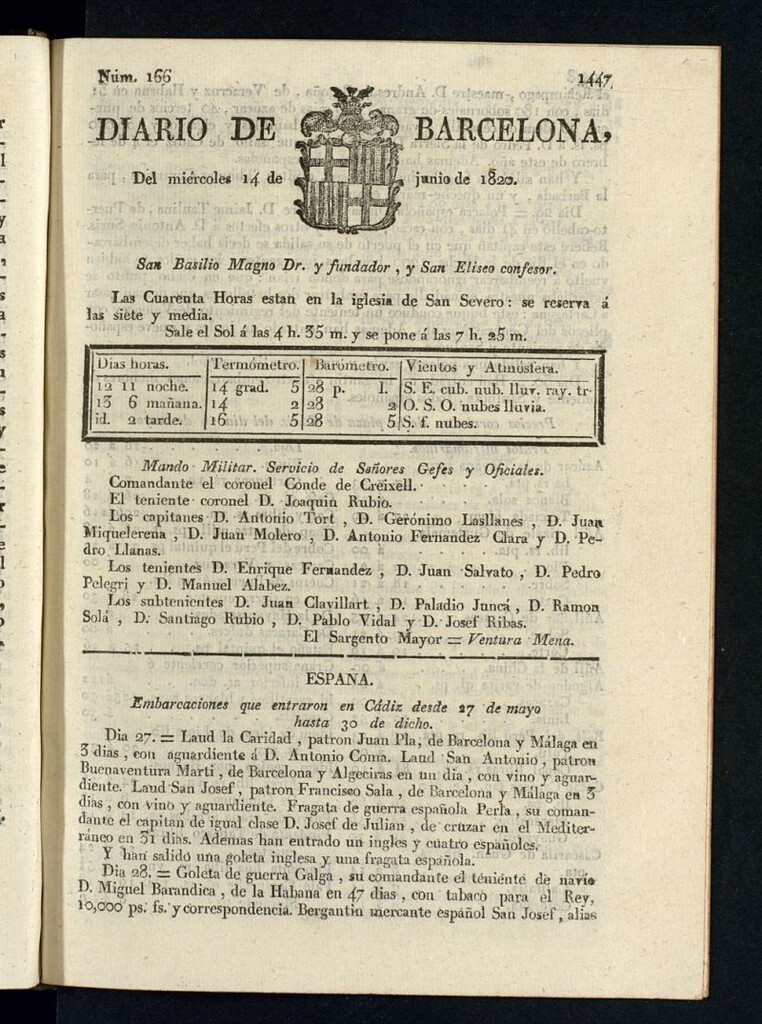 Núm. 166 1447
DIARIO DE BARCELONA,
Del miércoles 14 de junio de 1820.
San Basilio Magno Dr. y fundador , y San Eliseo confesor.
Las Cuarenta Horas estan en la iglesia de San Severo: se reserva á
las siete y media.
Sale el Sol á las 4 h. 35 m. y se pone á las 7 h. 25 m.
Dias horas. Termómetro. Barómetro. Vientos y Atmósfera.
12 11 noche. 14 grad. 5 28 p. l. S. E. cub. nub. lluv. ray. tr.
13 6 mañana. 14 2 28 2 O. S. O. nubes lluvia.
id. 2 tarde. 16 5 28 5 S. f. nubes.
Mando Militar. Servicio de Señores Gefes y Oficiales.
Comandante el coronel Conde de Creixell.
El teniente coronel D. Joaquin Rubio.
Los capitanes D. Antonio Tort , D. Gerónimo Lasllanes , D. Juan
Miquelerena , D. Juan Molero , D. Antonio Fernandez Clara y D. Pe-
dro Llanas.
Los tenientes D. Enrique Fernandez , D. Juan Salvato , D. Pedro
Pelegri y D. Manuel Alabez.
Los subtenientes D. Juan Clavillart , D. Paladio Juncá , D. Ramon
Solá , D. Santiago Rubio , D. Pablo Vidal y D. Josef Ribas.
El Sargento Mayor = Ventura Mena.
ESPAÑA.
Embarcaciones que entraron en Cádiz desde 27 de mayo
hasta 30 de dicho.
Dia 27. = Laud la Caridad , patron Juan Pla, de Barcelona y Málaga en
3 dias , con aguardiente á D. Antonio Coma. Laud San Antonio , patron
Buenaventura Marti , de Barcelona y Algeciras en un dia , con vino y aguar-
diente. Laud San Josef , patron Francisco Sala , de Barcelona y Málaga en 3
dias , con vino y aguardiente. Fragata de guerra española Perla , su coman-
dante el capitan de igual clase D. Josef de Julian , de cruzar en el Mediter-
ráneo en 31 dias. Ademas han entrado un ingles y cuatro españoles.
Y han salido una goleta inglesa y una fragata española.
Dia 28. = Goleta de guerra Galga , su comandante el teniente de navio
D. Miguel Barandica , de la Habana en 47 dias , con tabaco para el Rey,
10,000 ps. fs. y correspondencia. Bergantin mercante español San Josef , alias